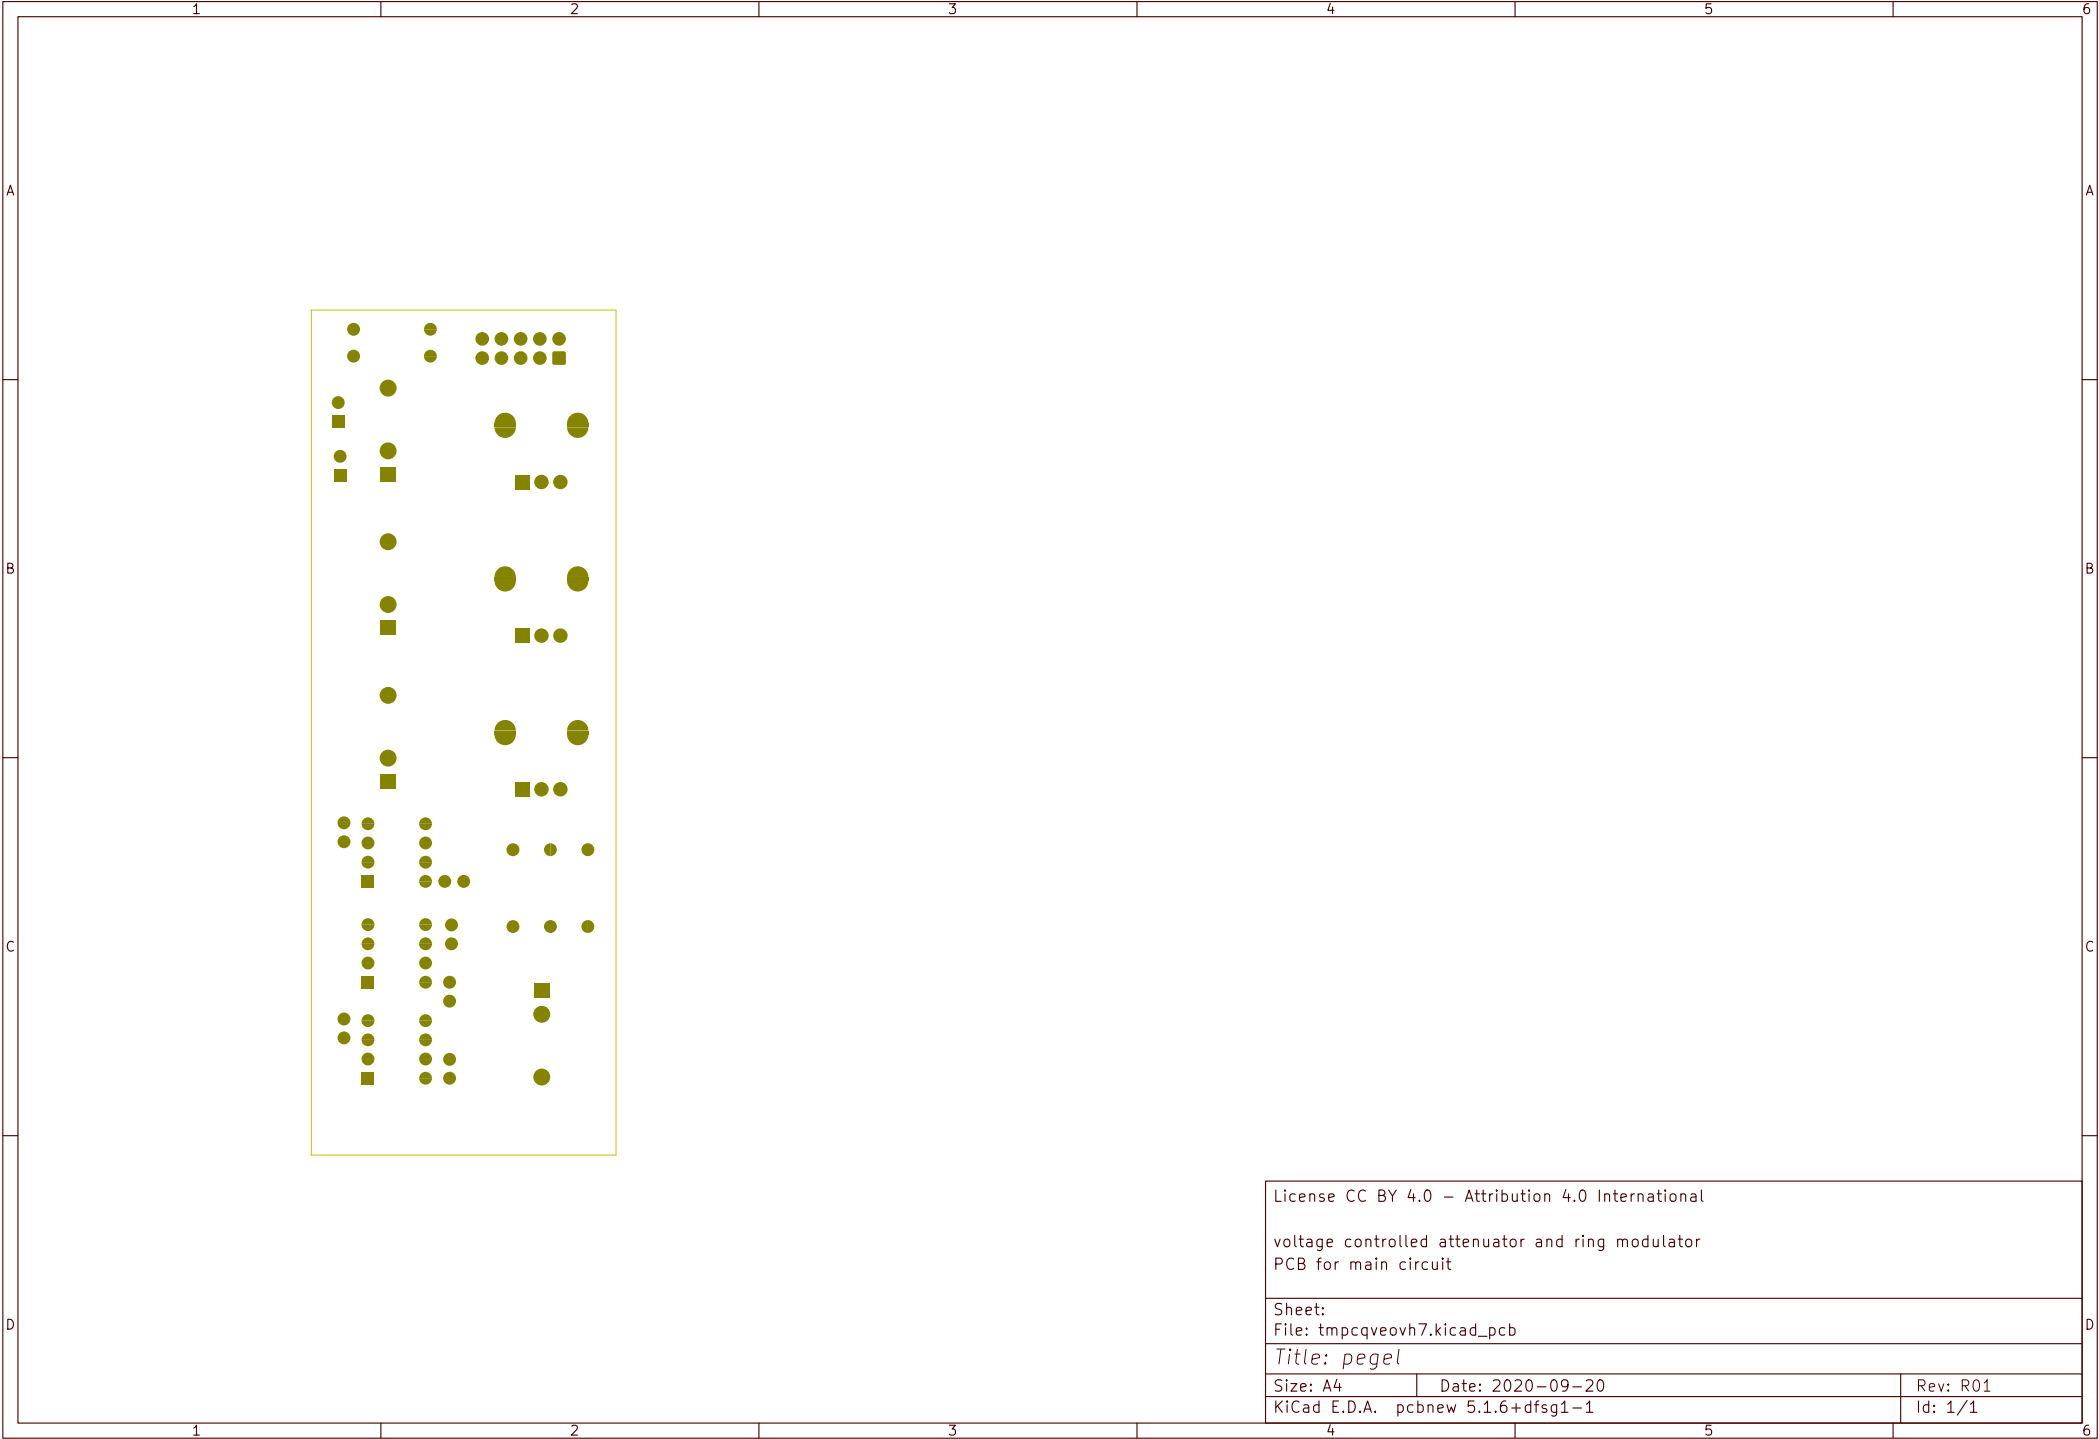 1 2 3 4 5 6
A A
B B
C C
License CC BY 4.0 – Attribution 4.0 International
voltage controlled attenuator and ring modulator
PCB for main circuit
Sheet:
D D
File: tmpcqveovh7.kicad_pcb
Title: pegel
Size: A4 Date: 2020-09-20 Rev: R01
KiCad E.D.A. pcbnew 5.1.6+dfsg1-1 Id: 1/1
1 2 3 4 5 6